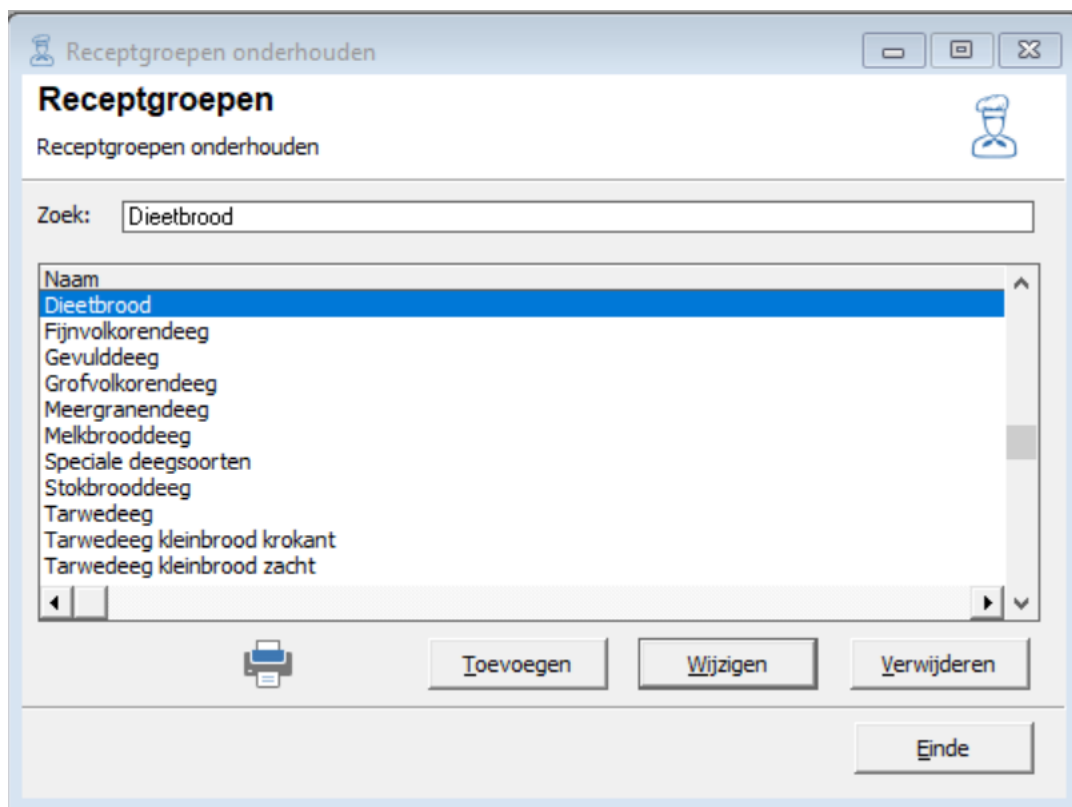 Receptgroepen onderhouden
Receptgroepen
Receptgroepen onderhouden
Zoek: Dieetbrood
Naam
Dieetbrood
Fijnvolkorendeeg
Gevulddeeg
Grofvolkorendeeg
Meergranendeeg
Melkbrooddeeg
Speciale deegsoorten
Stokbrooddeeg
Tarwedeeg
Tarwedeeg kleinbrood krokant
Tarwedeeg kleinbrood zacht
Toevoegen Wijzigen Verwijderen
Einde